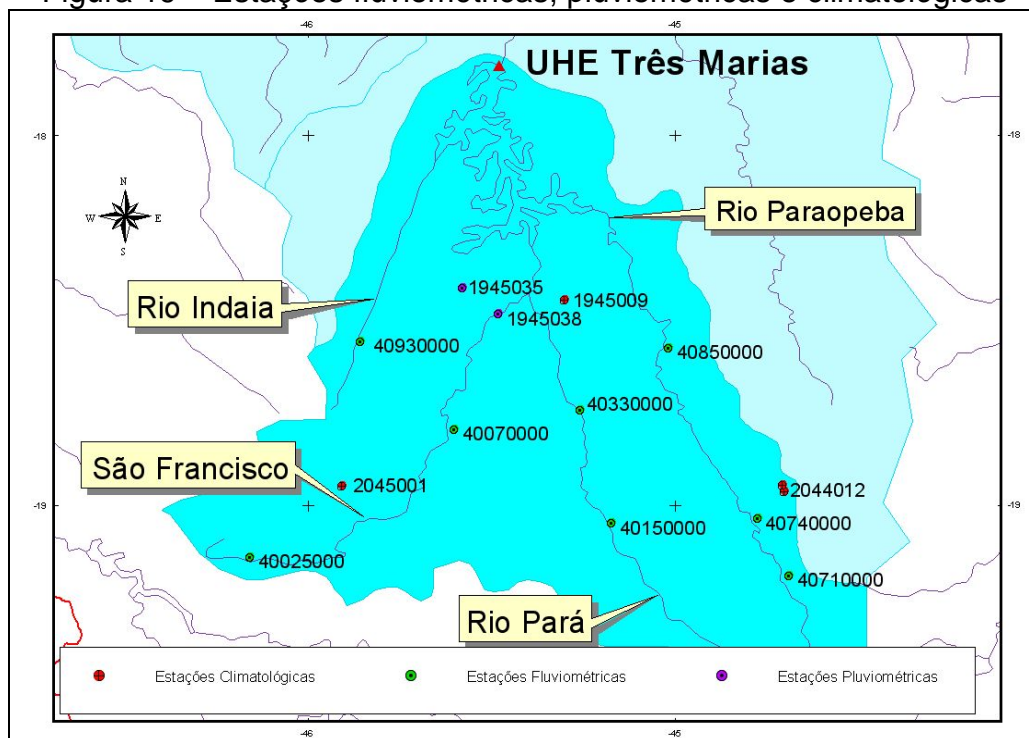 Figura 10 – Estações fluviométricas, pluviométricas e climatológicas
-46
-45
UHE Três Marias
-18
-18
N
W
E
S
Rio Paraopeba
1945035
1945009
Rio Indaia
1945038
40930000
40850000
40330000
40070000
São Francisco
2045001
2044012
-19
-19
40740000
40150000
40025000
40710000
Rio Pará
Estações Climatológicas
Estações Fluviométricas
Estações Pluviométricas
-46
-45